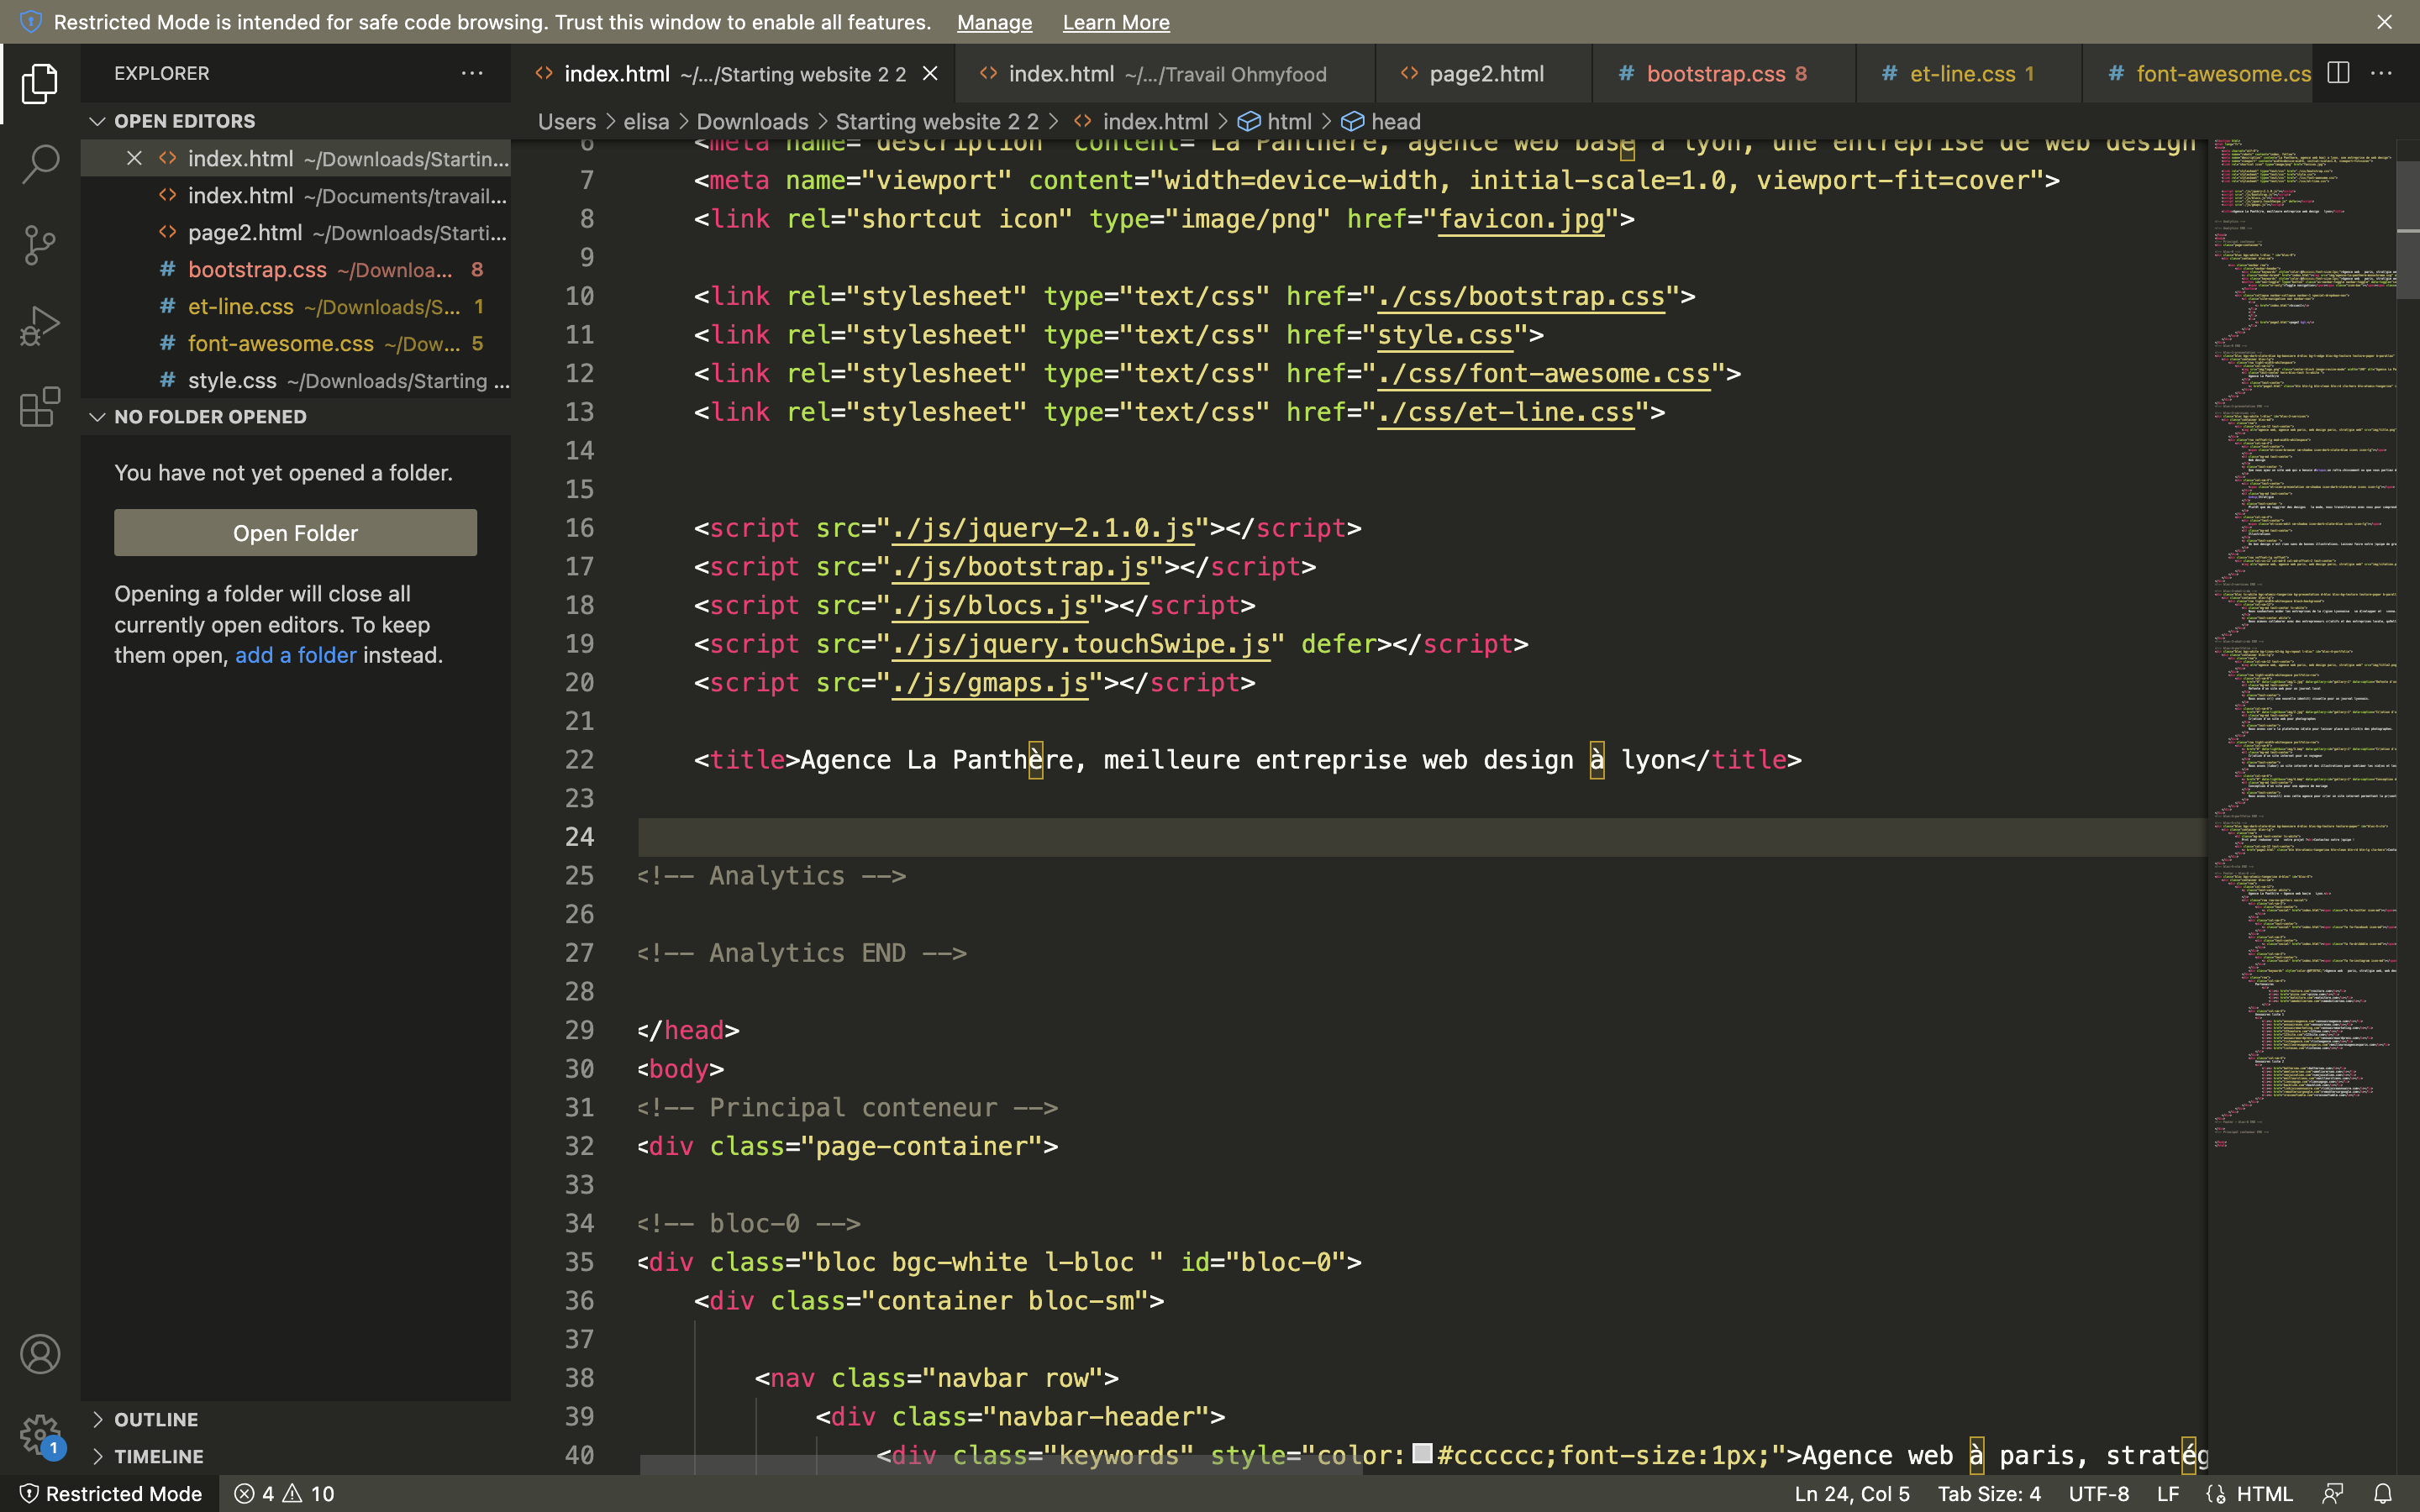 Restricted Mode is intended for safe code browsing. Trust this window to enable all features. Manage Learn More
EXPLORER
OPEN EDITORS
index.html ~/Downloads/Startin...
index.html ~/Documents/travail...
page2.html ~/Downloads/Starti...
bootstrap.css ~/Downloa... 8
et-line.css ~/Downloads/S... 1
font-awesome.css ~/Dow... 5
style.css ~/Downloads/Starting ...
NO FOLDER OPENED
You have not yet opened a folder.
Open Folder
Opening a folder will close all
currently open editors. To keep
them open, add a folder instead.
OUTLINE
TIMELINE
index.html ~/.../Starting website 2 2
index.html ~/.../Travail Ohmyfood
page2.html
bootstrap.css 8
et-line.css 1
font-awesome.cs
Users > elisa > Downloads > Starting website 2 2 > index.html > html > head
6 <meta name="description" content="La Panthère, agence web basé à lyon, une entreprise de web design
7 <meta name="viewport" content="width=device-width, initial-scale=1.0, viewport-fit=cover">
8 <link rel="shortcut icon" type="image/png" href="favicon.jpg">
9
10 <link rel="stylesheet" type="text/css" href="./css/bootstrap.css">
11 <link rel="stylesheet" type="text/css" href="style.css">
12 <link rel="stylesheet" type="text/css" href="./css/font-awesome.css">
13 <link rel="stylesheet" type="text/css" href="./css/et-line.css">
14
15
16 <script src="./js/jquery-2.1.0.js"></script>
17 <script src="./js/bootstrap.js"></script>
18 <script src="./js/blocs.js"></script>
19 <script src="./js/jquery.touchSwipe.js" defer></script>
20 <script src="./js/gmaps.js"></script>
21
22 <title>Agence La Panthère, meilleure entreprise web design à lyon</title>
23
24
25 <!-- Analytics -->
26
27 <!-- Analytics END -->
28
29 </head>
30 <body>
31 <!-- Principal conteneur -->
32 <div class="page-container">
33
34 <!-- bloc-0 -->
35 <div class="bloc bgc-white l-bloc " id="bloc-0">
36 <div class="container bloc-sm">
37
38 <nav class="navbar row">
39 <div class="navbar-header">
40 <div class="keywords" style="color:#cccccc;font-size:1px;">Agence web à paris, stratég
1
Restricted Mode 4 10
Ln 24, Col 5 Tab Size: 4 UTF-8 LF HTML